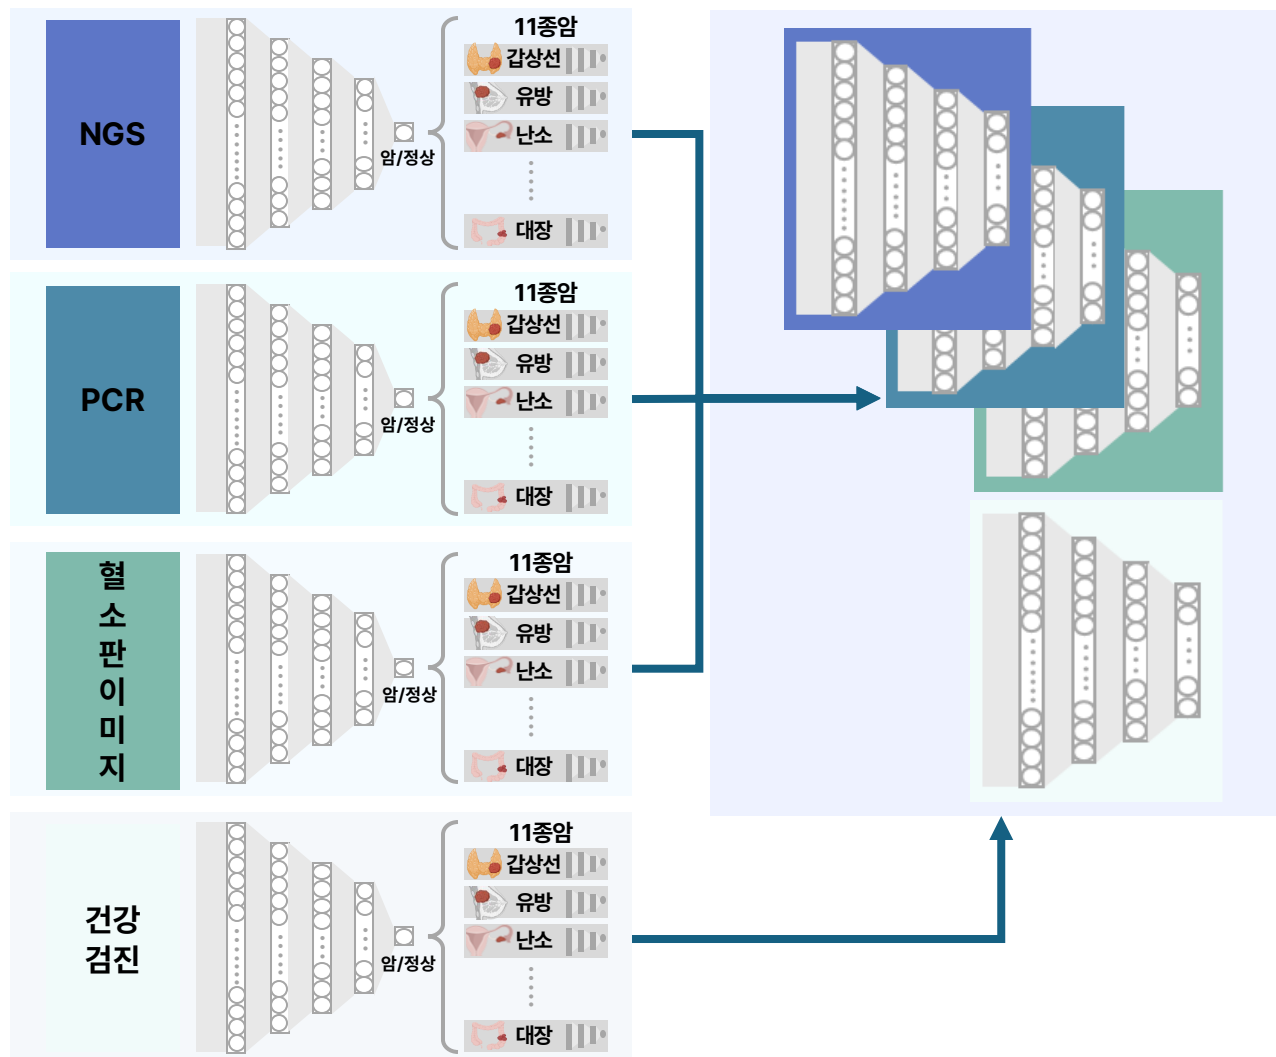 NGS
암/정상
11종암
갑상선
유방
난소
대장
PCR
암/정상
11종암
갑상선
유방
난소
대장
혈
소
판
이
미
지
암/정상
11종암
갑상선
유방
난소
대장
건강
검진
암/정상
11종암
갑상선
유방
난소
대장